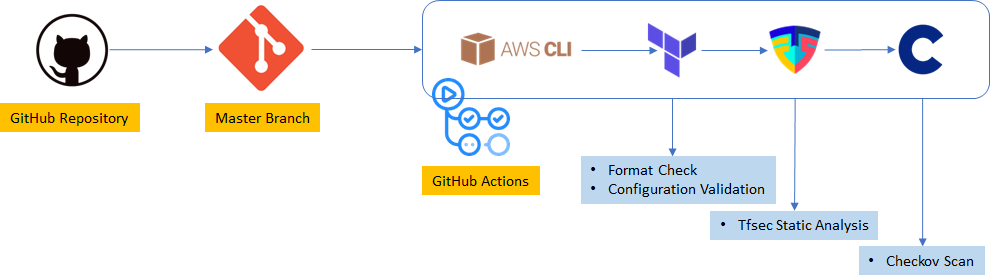 AWS CLI
GitHub Repository
Master Branch
GitHub Actions
• Format Check
• Configuration Validation
• Tfsec Static Analysis
• Checkov Scan